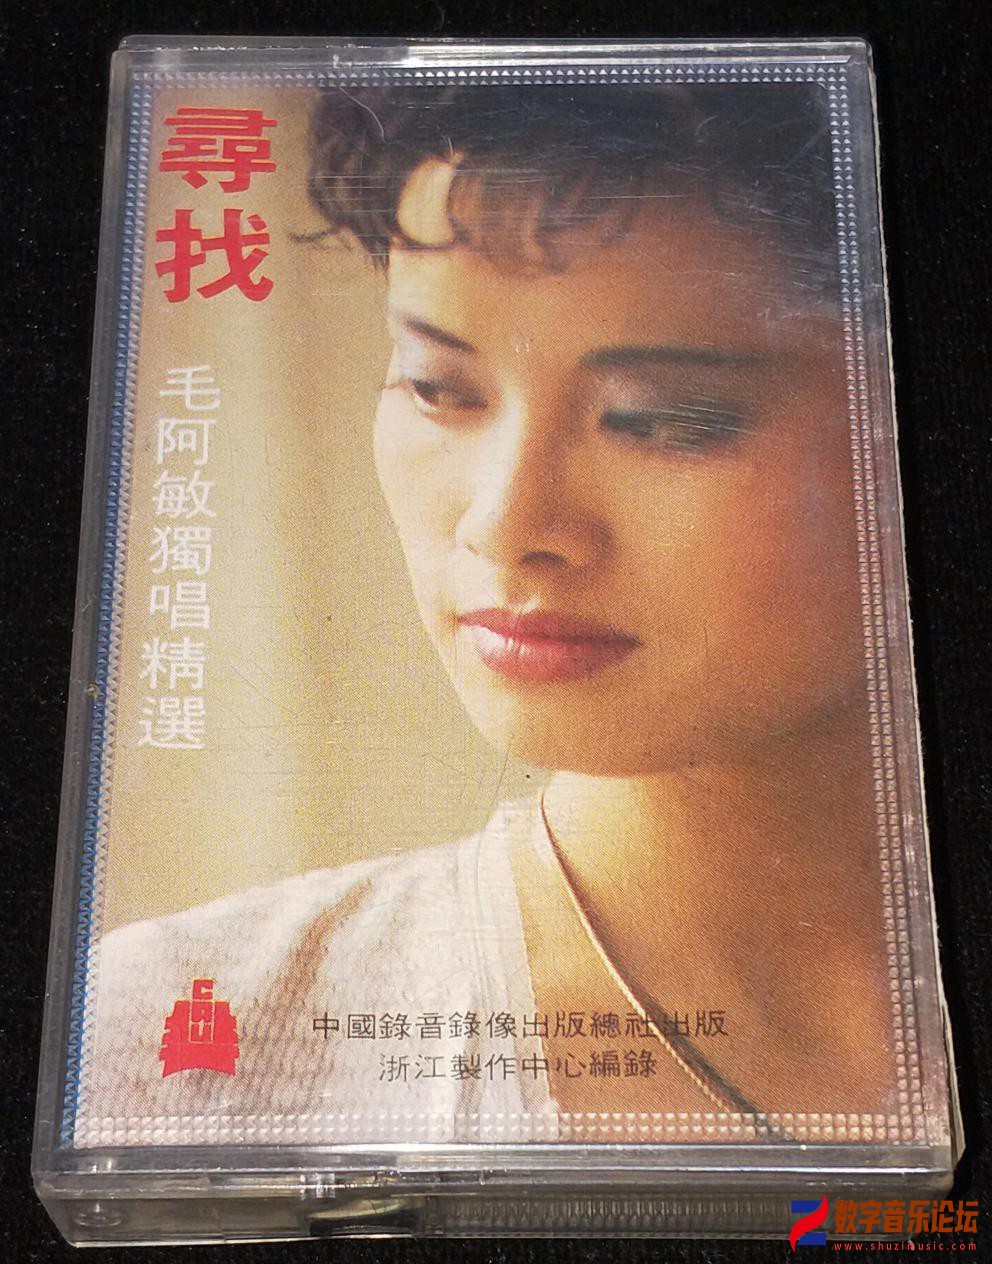 尋找
毛阿敏獨唱精選
CAV
中國錄音錄像出版總社出版
浙江製作中心編錄
数字音乐论坛
www.shuzimusic.com